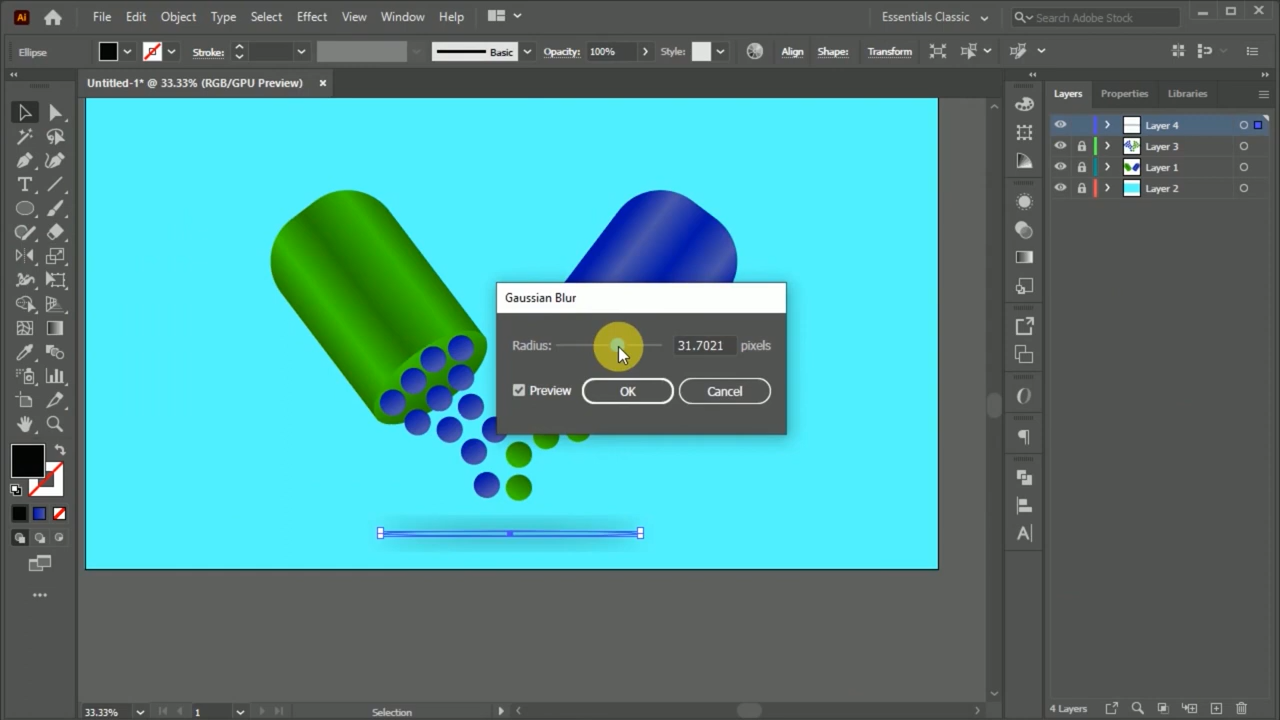 Ai File Edit Object Type Select Effect View Window Help Essentials Classic Search Adobe Stock
Ellipse Stroke: Basic Opacity: 100% Style: Align Shape: Transform
Untitled-1* @ 33.33% (RGB/GPU Preview) Layers Properties Libraries
Layer 4
Layer 3
Layer 1
Layer 2
Gaussian Blur
Radius: 31.7021 pixels
Preview OK Cancel
33.33% 1 Selection 4 Layers